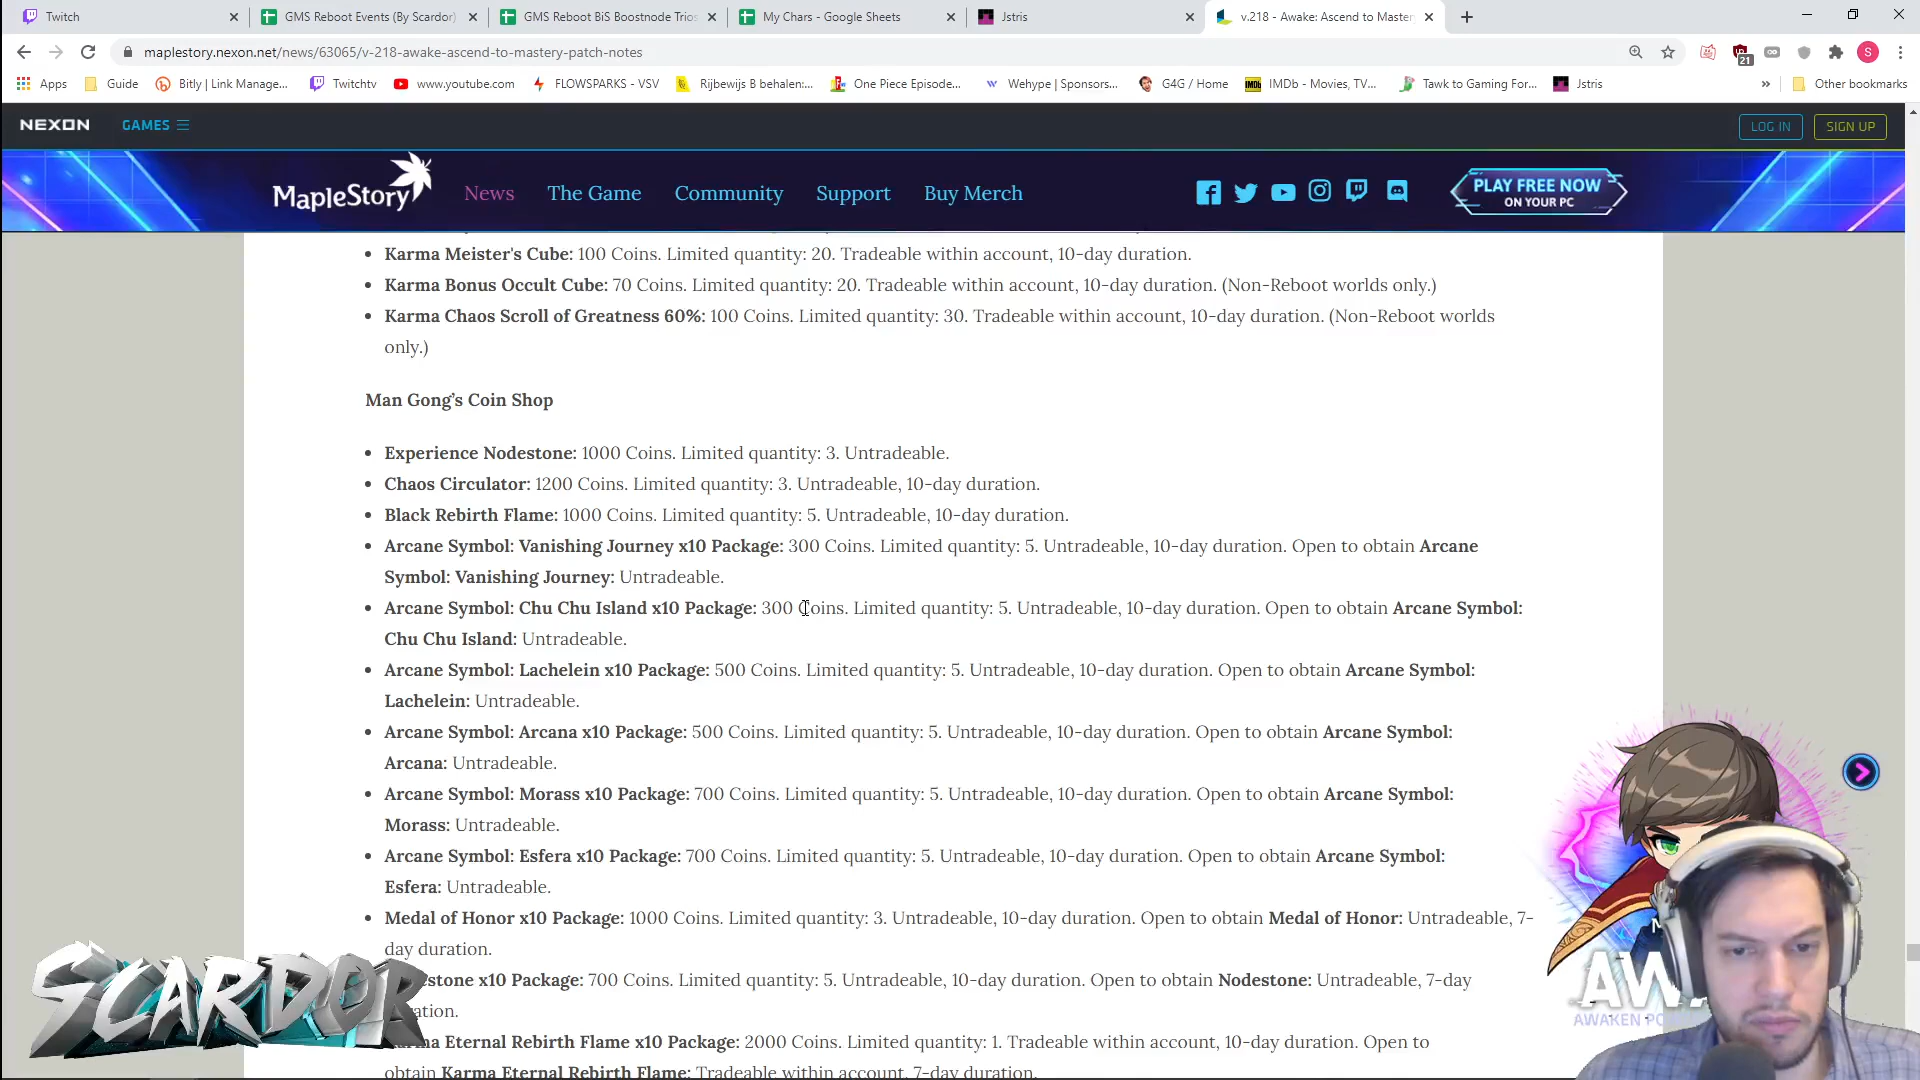 Twitch
GMS Reboot Events (By Scardor)
GMS Reboot BiS Boostnode Trios
My Chars - Google Sheets
Jstris
v.218 - Awake: Ascend to Master
maplestory.nexon.net/news/63065/v-218-awake-ascend-to-mastery-patch-notes
21
S
Apps
Guide
Bitly | Link Manage...
Twitchtv
www.youtube.com
FLOWSPARKS - VSV
Rijbewijs B behalen:...
One Piece Episode...
Wehype | Sponsors...
G4G / Home
IMDb - Movies, TV...
Tawk to Gaming For...
Jstris
»
Other bookmarks
NEXON
GAMES
LOG IN
SIGN UP
MapleStory
News
The Game
Community
Support
Buy Merch
PLAY FREE NOW
ON YOUR PC
• Karma Meister's Cube: 100 Coins. Limited quantity: 20. Tradeable within account, 10-day duration.
• Karma Bonus Occult Cube: 70 Coins. Limited quantity: 20. Tradeable within account, 10-day duration. (Non-Reboot worlds only.)
• Karma Chaos Scroll of Greatness 60%: 100 Coins. Limited quantity: 30. Tradeable within account, 10-day duration. (Non-Reboot worlds
only.)
Man Gong's Coin Shop
• Experience Nodestone: 1000 Coins. Limited quantity: 3. Untradeable.
• Chaos Circulator: 1200 Coins. Limited quantity: 3. Untradeable, 10-day duration.
• Black Rebirth Flame: 1000 Coins. Limited quantity: 5. Untradeable, 10-day duration.
• Arcane Symbol: Vanishing Journey x10 Package: 300 Coins. Limited quantity: 5. Untradeable, 10-day duration. Open to obtain Arcane
Symbol: Vanishing Journey: Untradeable.
• Arcane Symbol: Chu Chu Island x10 Package: 300 Coins. Limited quantity: 5. Untradeable, 10-day duration. Open to obtain Arcane Symbol:
Chu Chu Island: Untradeable.
• Arcane Symbol: Lachelein x10 Package: 500 Coins. Limited quantity: 5. Untradeable, 10-day duration. Open to obtain Arcane Symbol:
Lachelein: Untradeable.
• Arcane Symbol: Arcana x10 Package: 500 Coins. Limited quantity: 5. Untradeable, 10-day duration. Open to obtain Arcane Symbol:
Arcana: Untradeable.
• Arcane Symbol: Morass x10 Package: 700 Coins. Limited quantity: 5. Untradeable, 10-day duration. Open to obtain Arcane Symbol:
Morass: Untradeable.
• Arcane Symbol: Esfera x10 Package: 700 Coins. Limited quantity: 5. Untradeable, 10-day duration. Open to obtain Arcane Symbol:
Esfera: Untradeable.
• Medal of Honor x10 Package: 1000 Coins. Limited quantity: 3. Untradeable, 10-day duration. Open to obtain Medal of Honor: Untradeable, 7-
day duration.
estone x10 Package: 700 Coins. Limited quantity: 5. Untradeable, 10-day duration. Open to obtain Nodestone: Untradeable, 7-day
ation.
Eternal Rebirth Flame x10 Package: 2000 Coins. Limited quantity: 1. Tradeable within account, 10-day duration. Open to
obtain Karma Eternal Rebirth Flame: Tradeable within account, 7-day duration.
SCARDOR
AW
AWAKEN